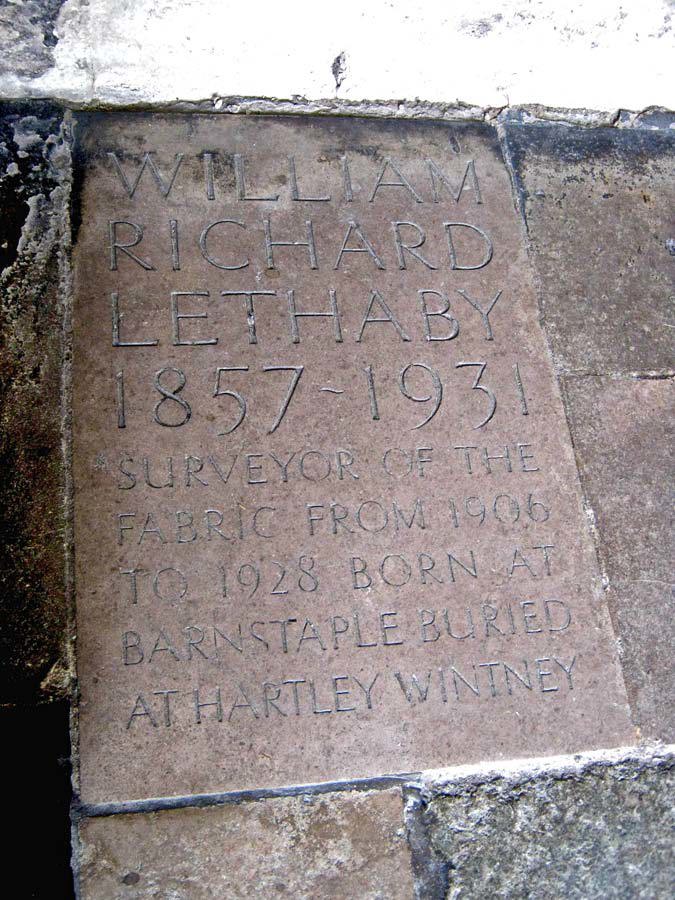 WILLIAM
RICHARD
LETHABY
1857-1931
SURVEYOR OF THE
FABRIC FROM 1906
TO 1928 BORN AT
BARNSTAPLE BURIED
AT HARTLEY WINTNEY